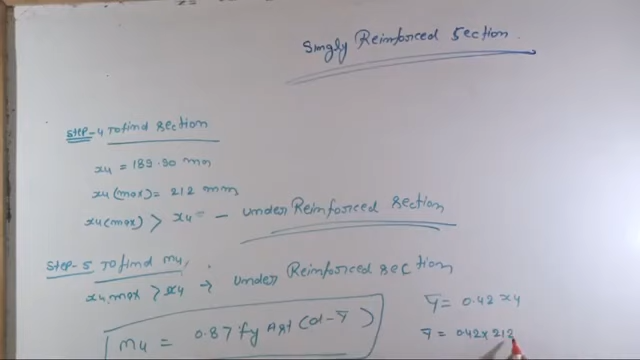 Singly Reinforced Section.
Step-4 To find section
xu = 189.90 mm
xu(max) = 212 mm
xu(max) > xu - under Reinforced section
Step-5 To find Mu,
xu max > xu → under Reinforced section
Mu = 0.87 fy Ast (d-ȳ)
ȳ = 0.42 xu
ȳ = 0.42 x 212